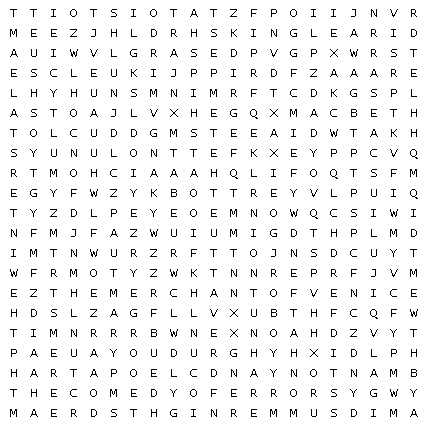 T T I O T S I O T A T Z F P O I I J N V R
M E E Z J H L D R H S K I N G L E A R I D
A U I W V L G R A S E D P V G P X W R S T
E S C L E U K I J P P I R D F Z A A A R E
L H Y H U N S M N I M R F T C D K G S P L
A S T O A J L V X H E G Q X M A C B E T H
T O L C U D D G M S T E E A I D W T A K H
S Y U N U L O N T T E F K X E Y P P C V Q
R T M O H C I A A A H Q L I F O Q T S F M
E G Y F W Z Y K B O T T R E Y V L P U I Q
T Y Z D L P E Y E O E M N O W Q C S I W I
N F M J F A Z W U I U M I G D T H P L M D
I M T N W U R Z R F T T O J N S D C U Y T
W F R M O T Y Z W K T N N R E P R F J V M
E Z T H E M E R C H A N T O F V E N I C E
H D S L Z A G F L L V X U B T H F C Q F W
T I M N R R R B W N E X N O A H D Z V Y T
P A E U A Y O U D U R G H Y H X I D L P H
H A R T A P O E L C D N A Y N O T N A M B
T H E C O M E D Y O F E R R O R S Y G W Y
M A E R D S T H G I N R E M M U S D I M A